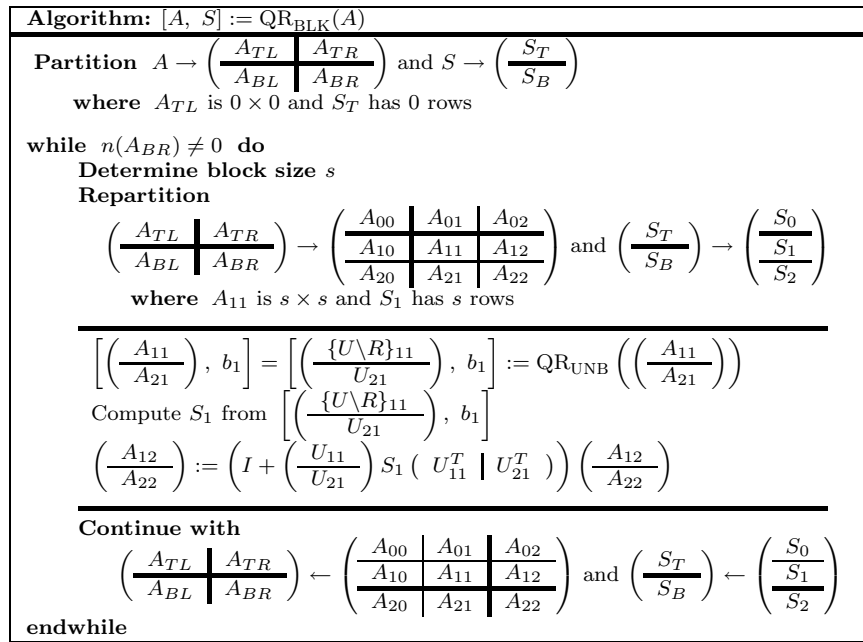 Algorithm: [A, S] := QR_BLK(A)
Partition A → ( A_TL | A_TR / A_BL | A_BR ) and S → ( S_T / S_B )
where A_TL is 0 × 0 and S_T has 0 rows
while n(A_BR) ≠ 0 do
Determine block size s
Repartition
( A_TL | A_TR / A_BL | A_BR ) → ( A_00 | A_01 | A_02 / A_10 | A_11 | A_12 / A_20 | A_21 | A_22 ) and ( S_T / S_B ) → ( S_0 / S_1 / S_2 )
where A_11 is s × s and S_1 has s rows
[ ( A_11 / A_21 ), b_1 ] = [ ( {U\R}_11 / U_21 ), b_1 ] := QR_UNB ( ( A_11 / A_21 ) )
Compute S_1 from [ ( {U\R}_11 / U_21 ), b_1 ]
( A_12 / A_22 ) := ( I + ( U_11 / U_21 ) S_1 ( U_11^T | U_21^T ) ) ( A_12 / A_22 )
Continue with
( A_TL | A_TR / A_BL | A_BR ) ← ( A_00 | A_01 | A_02 / A_10 | A_11 | A_12 / A_20 | A_21 | A_22 ) and ( S_T / S_B ) ← ( S_0 / S_1 / S_2 )
endwhile